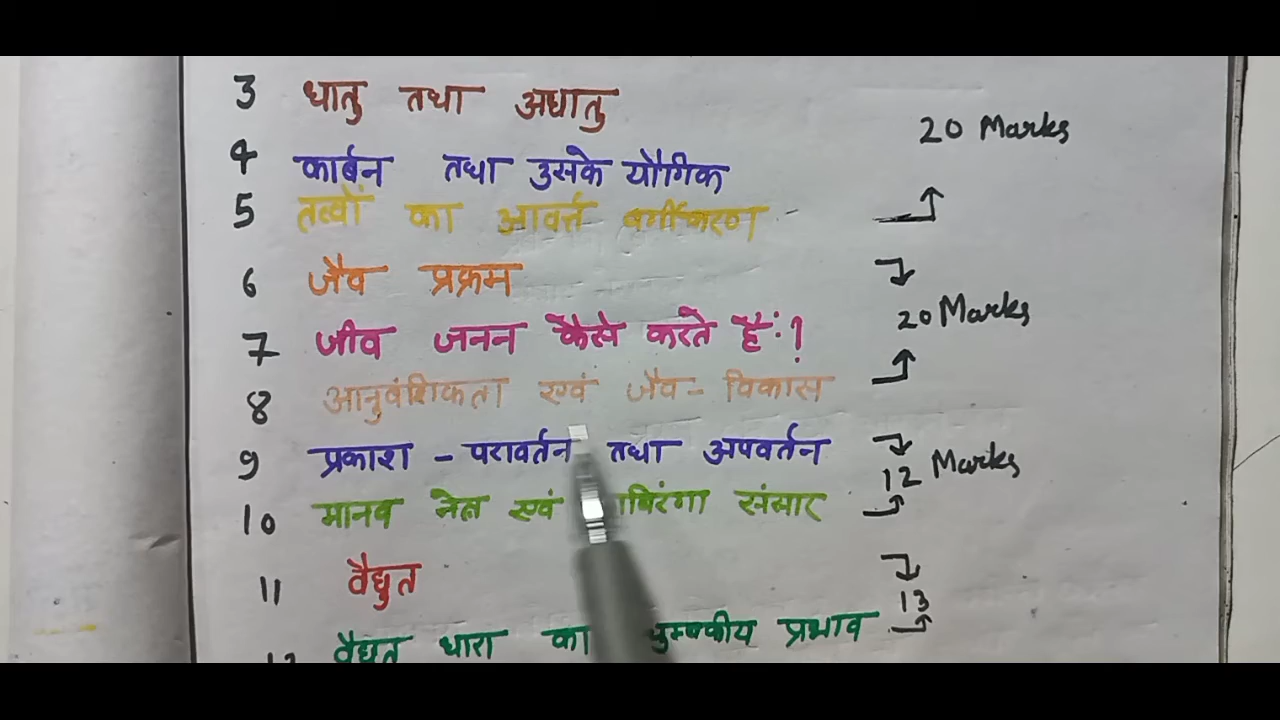 3 धातु तथा अधातु
20 Marks
4 कार्बन तथा उसके यौगिक
5 तत्वों का आवर्त्त वर्गीकरण
6 जैव प्रक्रम
7 जीव जनन कैसे करते हैं?
20 Marks
8 आनुवंशिकता एवं जैव - विकास
9 प्रकाश - परावर्तन तथा अपवर्तन
12 Marks
10 मानव नेत्र एवं संसार
11 वैद्युत
13
वैद्युत धारा का चुम्बकीय प्रभाव